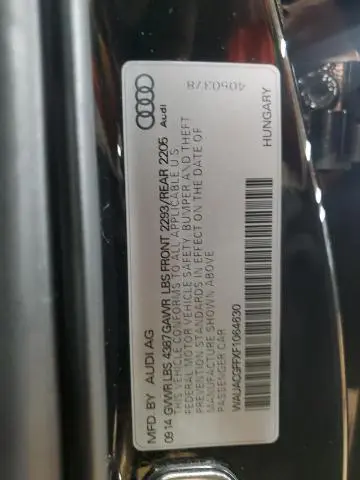 MFD. BY AUDI AG
09 14 GVWR LBS 4387 GAWR LBS FRONT 2293/REAR 2205
THIS VEHICLE CONFORMS TO ALL APPLICABLE U S
FEDERAL MOTOR VEHICLE SAFETY, BUMPER AND THEFT
PREVENTION STANDARDS IN EFFECT ON THE DATE OF
MANUFACTURE SHOWN ABOVE
PASSENGER CAR
Audi
4050378
HUNGARY